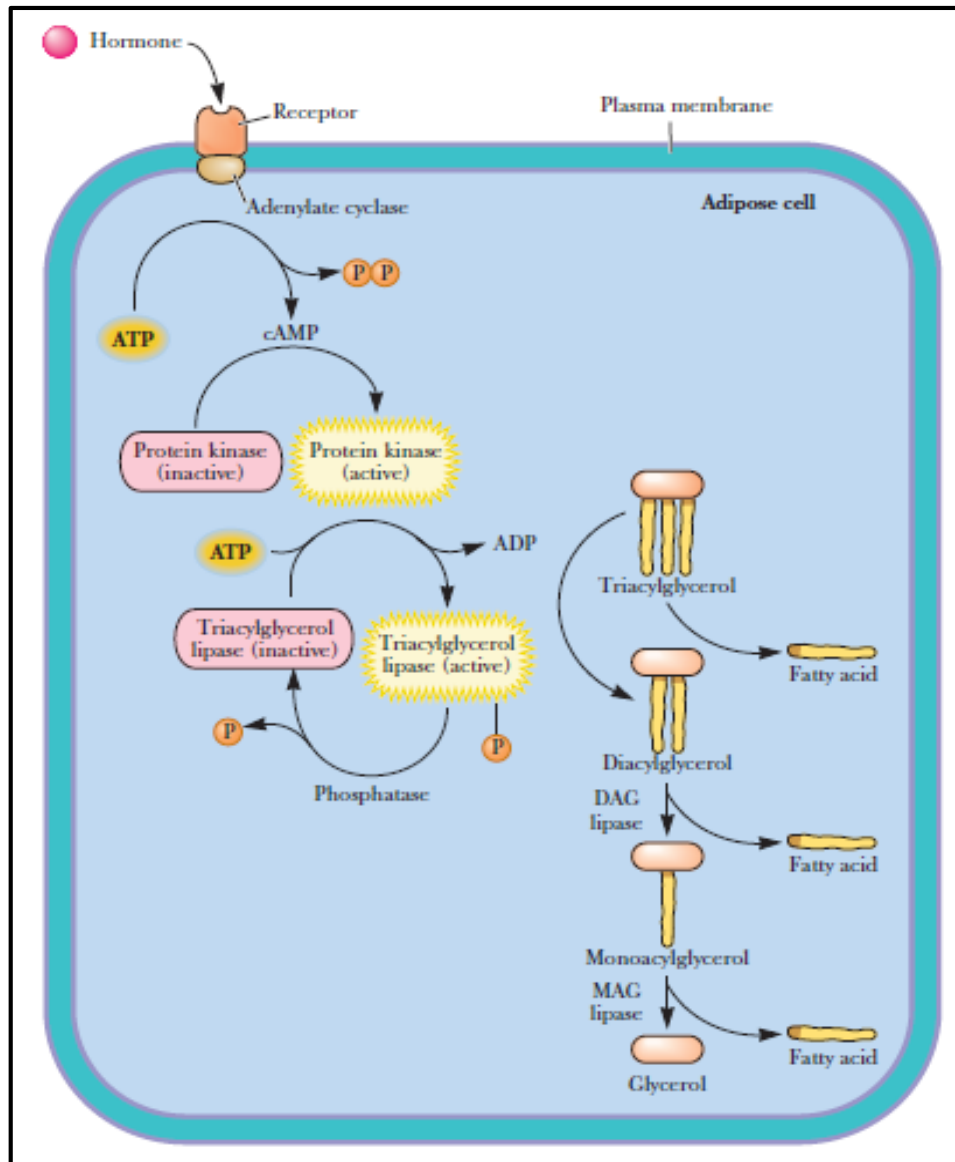 Hormone
Receptor
Plasma membrane
Adenylate cyclase
Adipose cell
P P
ATP
cAMP
Protein kinase
(inactive)
Protein kinase
(active)
ATP
ADP
Triacylglycerol
lipase (inactive)
Triacylglycerol
lipase (active)
P
P
Phosphatase
Triacylglycerol
Fatty acid
Diacylglycerol
DAG
lipase
Fatty acid
Monoacylglycerol
MAG
lipase
Fatty acid
Glycerol